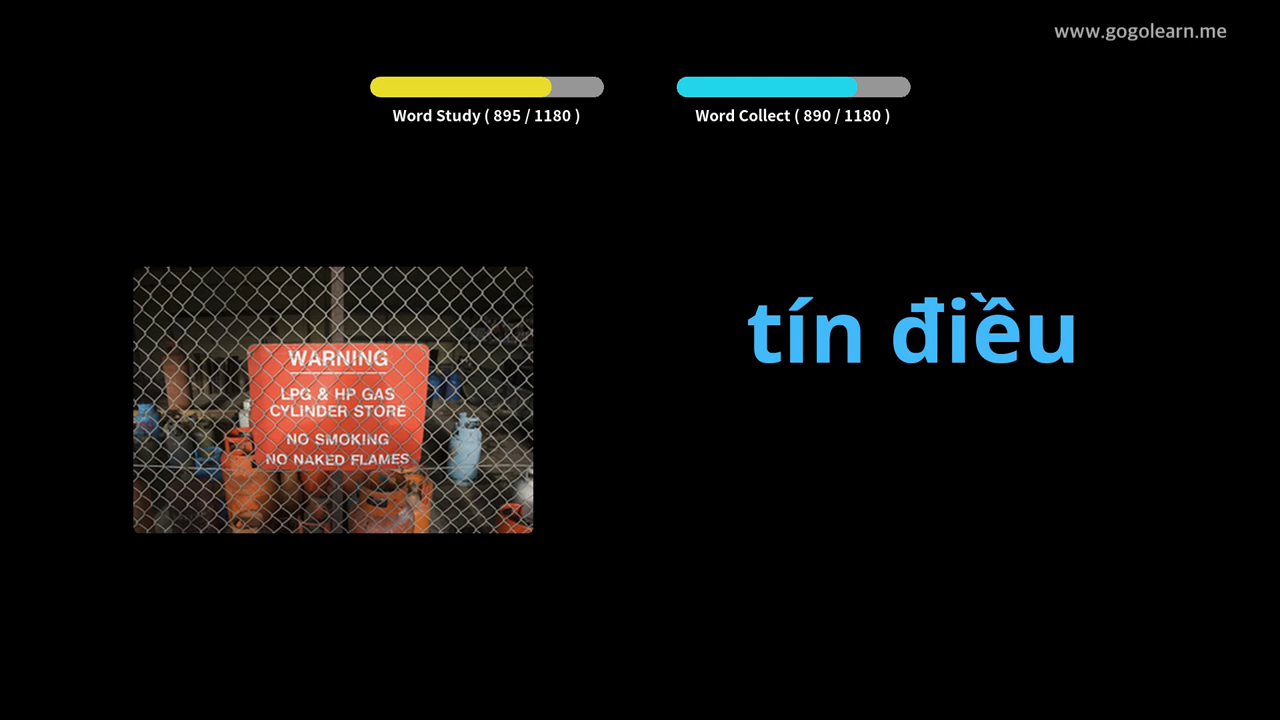 www.gogolearn.me
Word Study ( 895 / 1180 )
Word Collect ( 890 / 1180 )
tín điều
WARNING
LPG & HP GAS
CYLINDER STORE
NO SMOKING
NO NAKED FLAMES